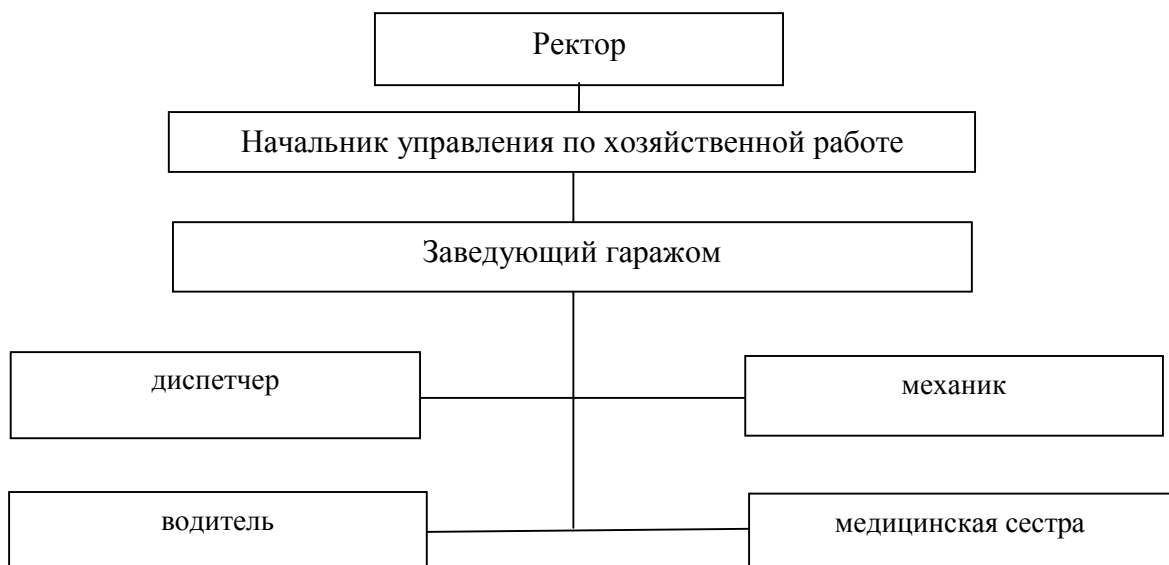 Ректор
Начальник управления по хозяйственной работе
Заведующий гаражом
диспетчер
механик
водитель
медицинская сестра